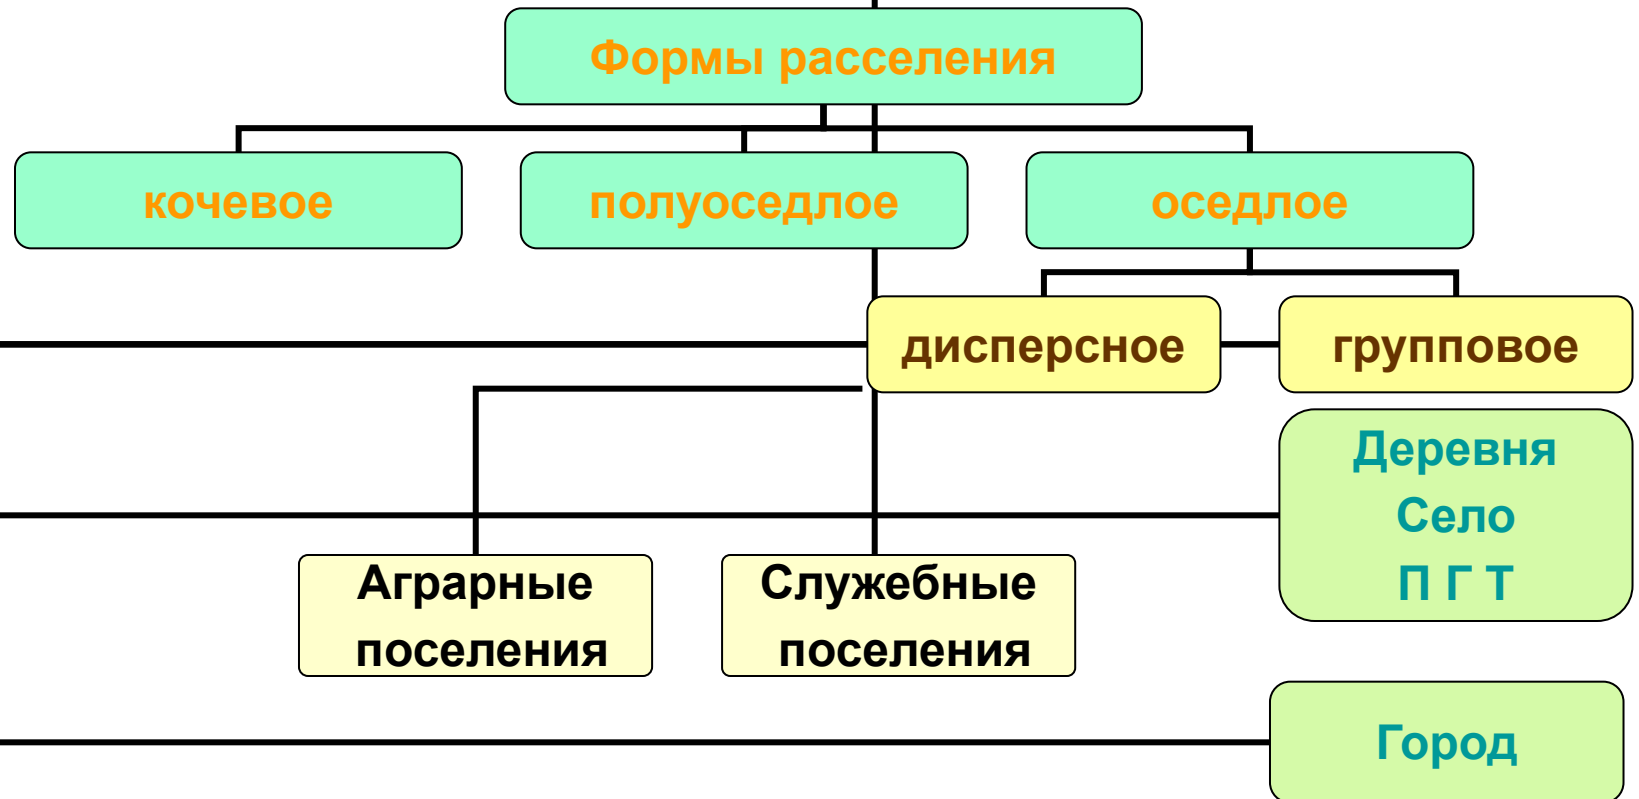 Формы расселения
кочевое
полуоседлое
оседлое
дисперсное
групповое
Деревня
Село
П Г Т
Аграрные
поселения
Служебные
поселения
Город